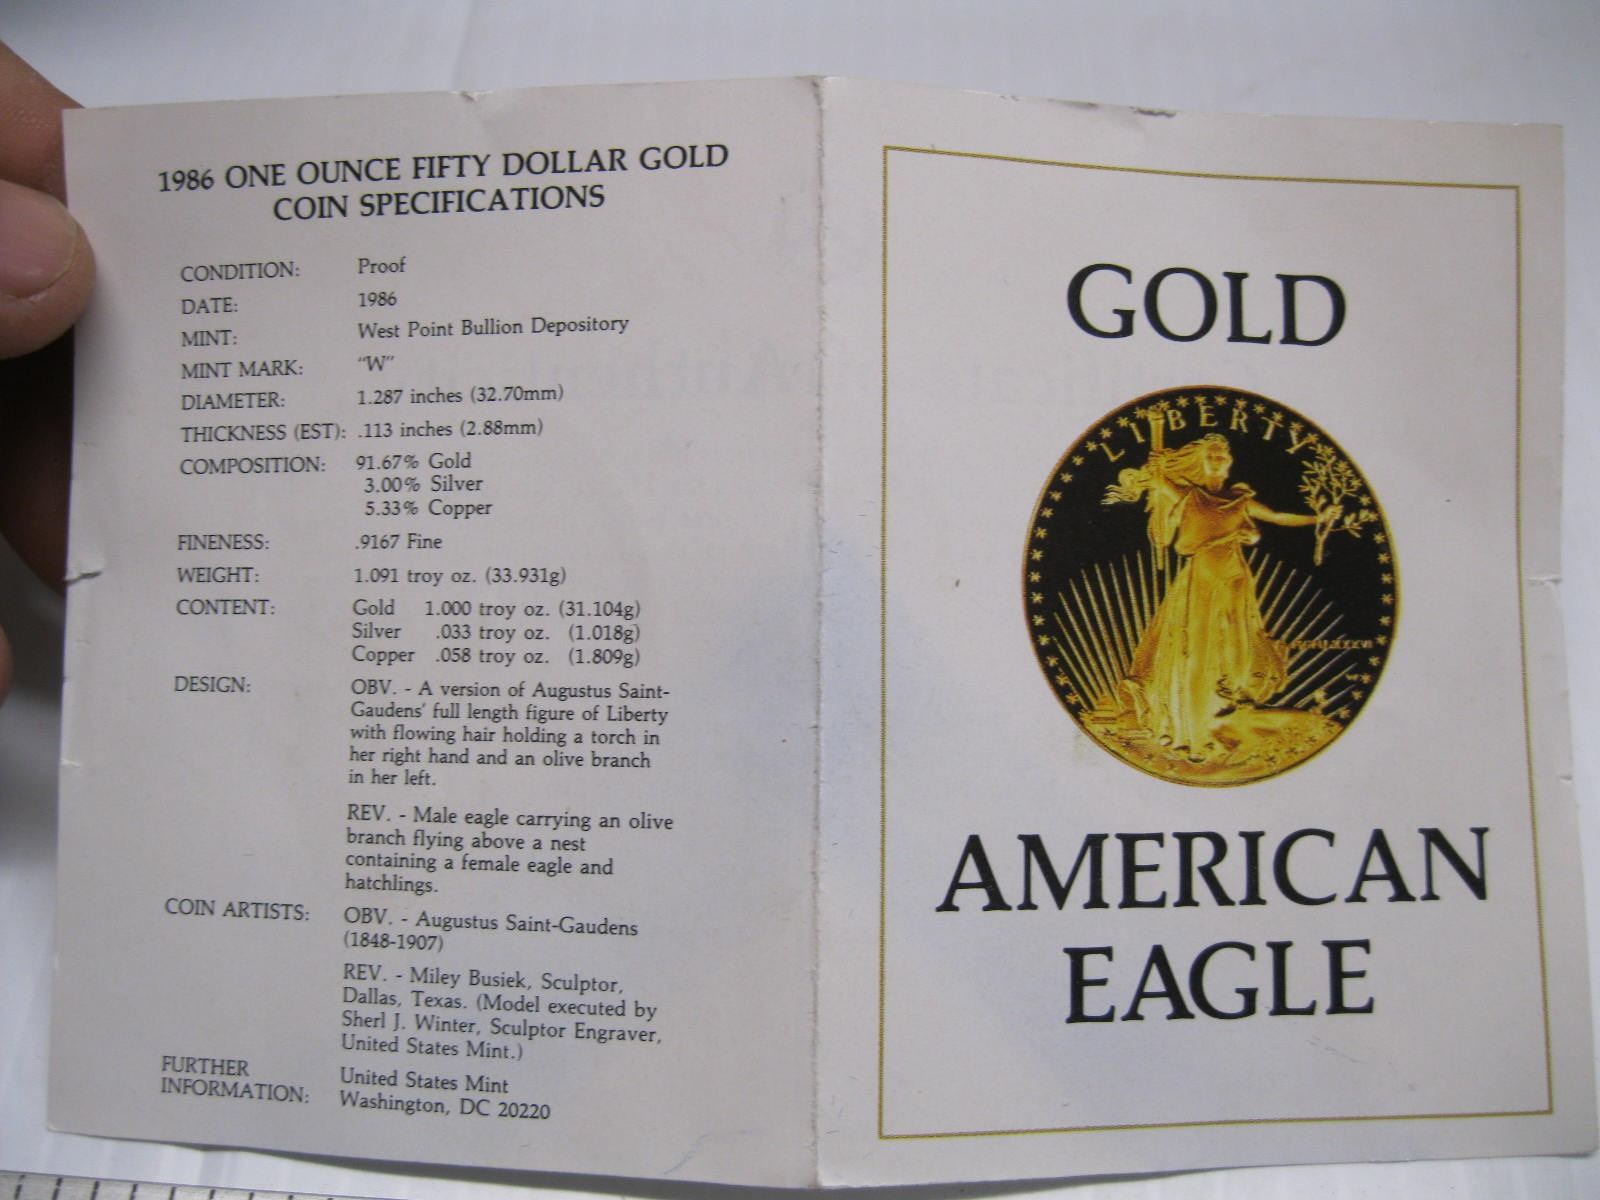 1986 ONE OUNCE FIFTY DOLLAR GOLD
COIN SPECIFICATIONS
CONDITION: Proof
DATE: 1986
MINT: West Point Bullion Depository
MINT MARK: "W"
DIAMETER: 1.287 inches (32.70mm)
THICKNESS (EST): .113 inches (2.88mm)
COMPOSITION: 91.67% Gold
3.00% Silver
5.33% Copper
FINENESS: .9167 Fine
WEIGHT: 1.091 troy oz. (33.931g)
CONTENT: Gold 1.000 troy oz. (31.104g)
Silver .033 troy oz. (1.018g)
Copper .058 troy oz. (1.809g)
DESIGN: OBV. - A version of Augustus Saint-
Gaudens' full length figure of Liberty
with flowing hair holding a torch in
her right hand and an olive branch
in her left.
REV. - Male eagle carrying an olive
branch flying above a nest
containing a female eagle and
hatchlings.
COIN ARTISTS: OBV. - Augustus Saint-Gaudens
(1848-1907)
REV. - Miley Busiek, Sculptor,
Dallas, Texas. (Model executed by
Sherl J. Winter, Sculptor Engraver,
United States Mint.)
FURTHER
INFORMATION: United States Mint
Washington, DC 20220
GOLD
LIBERTY
AMERICAN
EAGLE